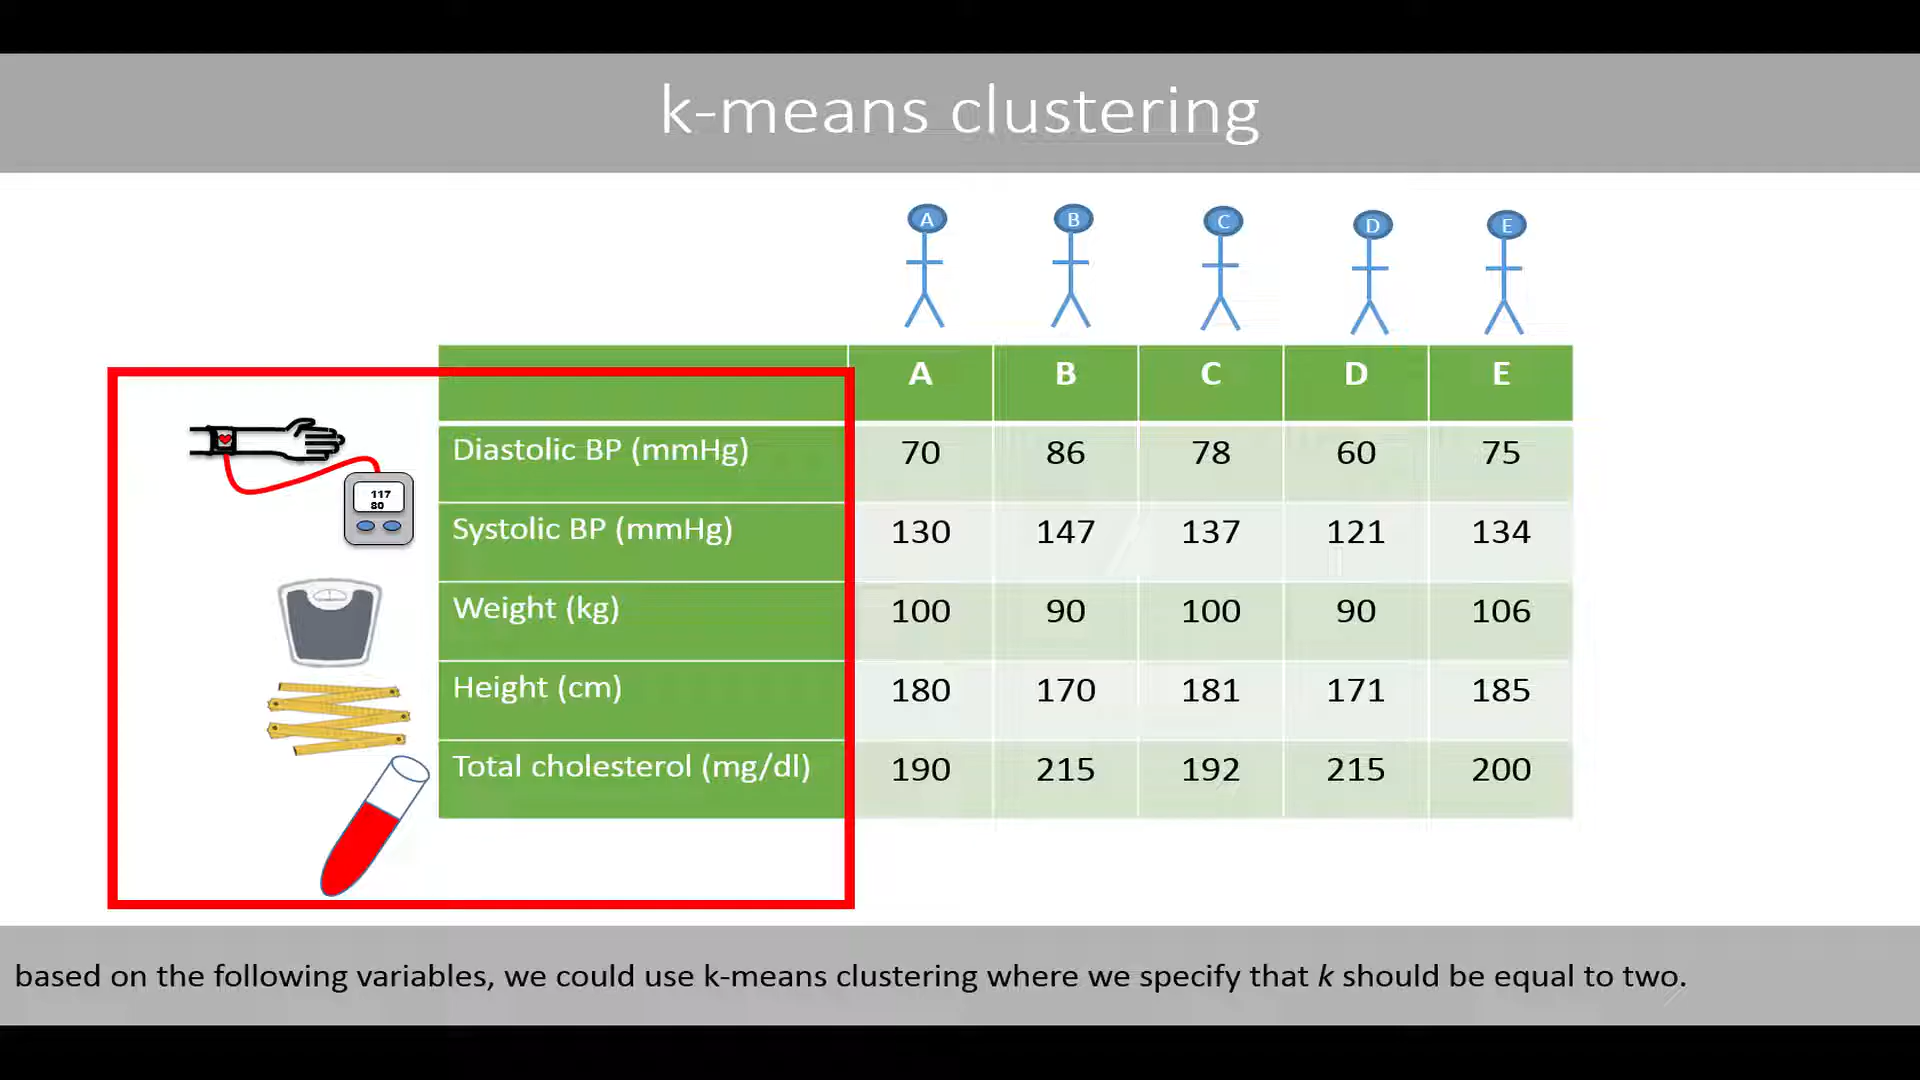 k-means clustering
A B C D E
A B C D E
Diastolic BP (mmHg) 70 86 78 60 75
117
80
Systolic BP (mmHg) 130 147 137 121 134
Weight (kg) 100 90 100 90 106
Height (cm) 180 170 181 171 185
Total cholesterol (mg/dl) 190 215 192 215 200
based on the following variables, we could use k-means clustering where we specify that k should be equal to two.